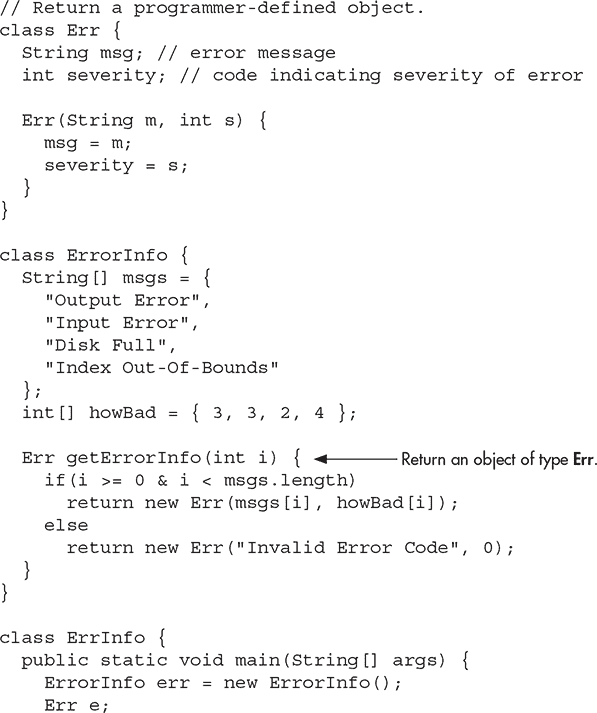 // Return a programmer-defined object.
class Err {
  String msg; // error message
  int severity; // code indicating severity of error

  Err(String m, int s) {
    msg = m;
    severity = s;
  }
}

class ErrorInfo {
  String[] msgs = {
    "Output Error",
    "Input Error",
    "Disk Full",
    "Index Out-Of-Bounds"
  };
  int[] howBad = { 3, 3, 2, 4 };

  Err getErrorInfo(int i) { Return an object of type Err.
    if(i >= 0 & i < msgs.length)
      return new Err(msgs[i], howBad[i]);
    else
      return new Err("Invalid Error Code", 0);
  }
}

class ErrInfo {
  public static void main(String[] args) {
    ErrorInfo err = new ErrorInfo();
    Err e;